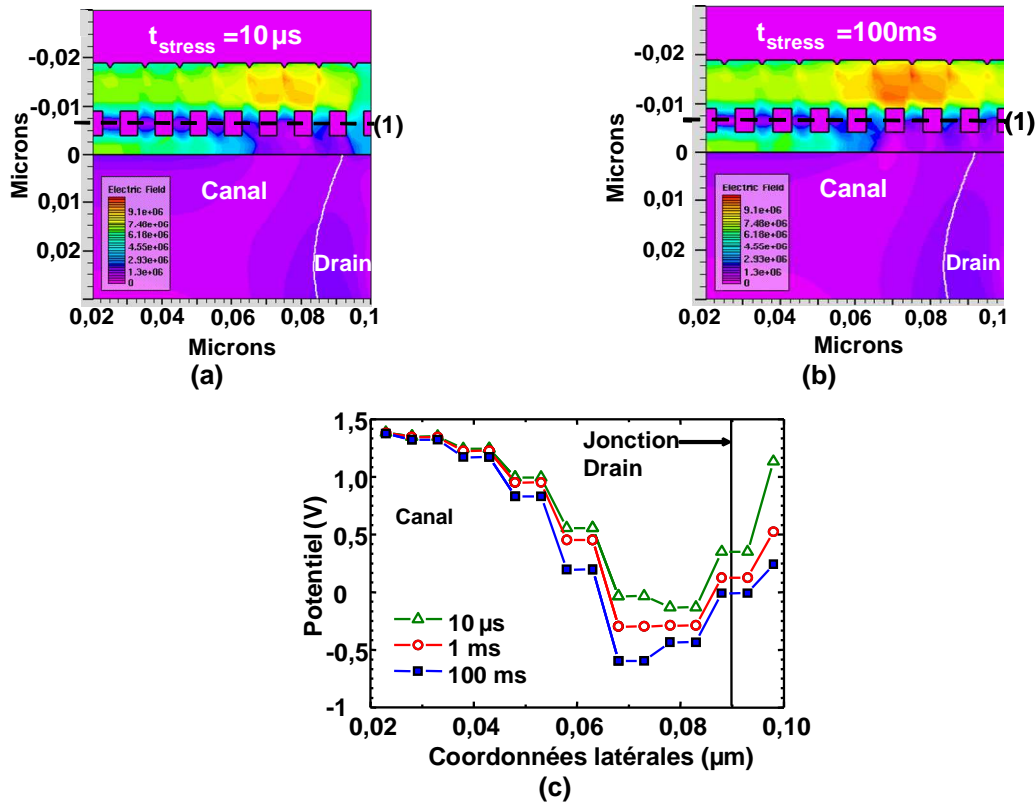 t_stress =10µs
-0,02
-0,01
0
0,01
0,02
Microns
(1)
Canal
Drain
Electric Field
9.1e+06
7.46e+06
6.18e+06
4.55e+06
2.93e+06
1.3e+06
0
0,02 0,04 0,06 0,08 0,1
Microns
(a)
t_stress =100ms
-0,02
-0,01
0
0,01
0,02
Microns
(1)
Canal
Drain
Electric Field
9.1e+06
7.46e+06
6.18e+06
4.55e+06
2.93e+06
1.3e+06
0
0,02 0,04 0,06 0,08 0,1
Microns
(b)
1,5
1,0
0,5
0
-0,5
-1
Potentiel (V)
Jonction
Drain
Canal
10 µs
1 ms
100 ms
0,02 0,04 0,06 0,08 0,10
Coordonnées latérales (µm)
(c)